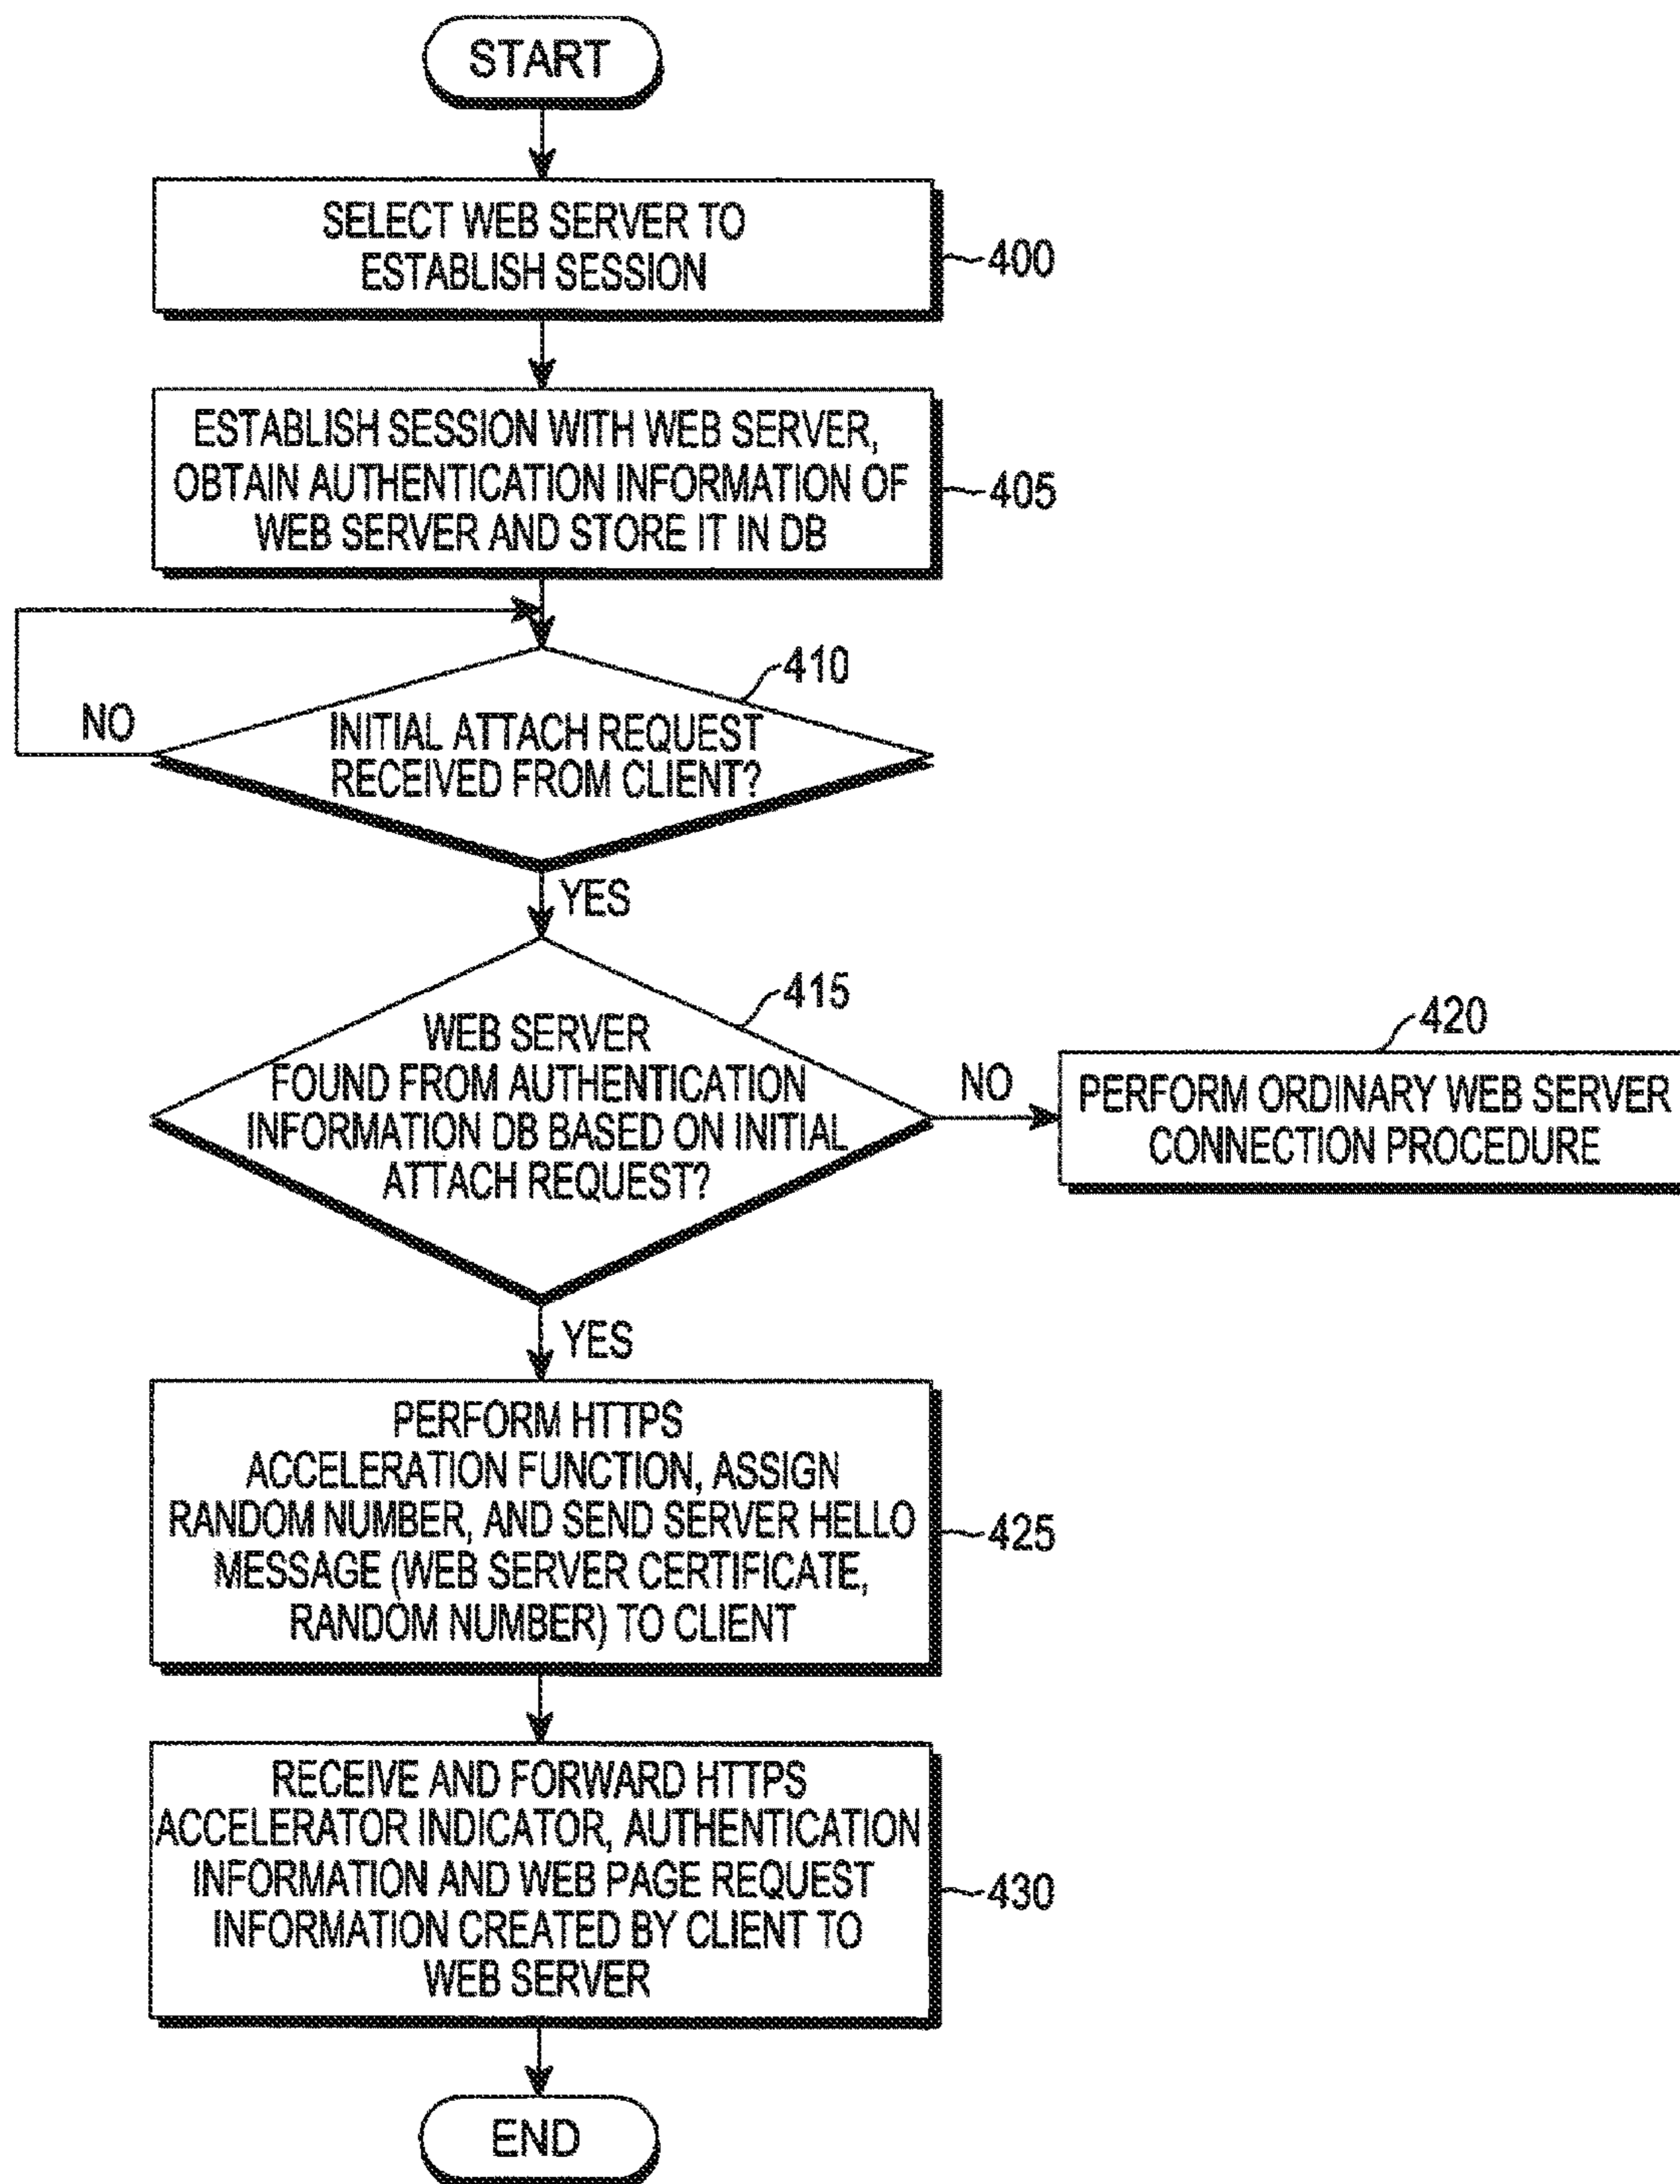 START
SELECT WEB SERVER TO
ESTABLISH SESSION
400
ESTABLISH SESSION WITH WEB SERVER,
OBTAIN AUTHENTICATION INFORMATION OF
WEB SERVER AND STORE IT IN DB
405
410
NO
INITIAL ATTACH REQUEST
RECEIVED FROM CLIENT?
YES
415
WEB SERVER
FOUND FROM AUTHENTICATION
INFORMATION DB BASED ON INITIAL
ATTACH REQUEST?
NO
420
PERFORM ORDINARY WEB SERVER
CONNECTION PROCEDURE
YES
PERFORM HTTPS
ACCELERATION FUNCTION, ASSIGN
RANDOM NUMBER, AND SEND SERVER HELLO
MESSAGE (WEB SERVER CERTIFICATE,
RANDOM NUMBER) TO CLIENT
425
RECEIVE AND FORWARD HTTPS
ACCELERATOR INDICATOR, AUTHENTICATION
INFORMATION AND WEB PAGE REQUEST
INFORMATION CREATED BY CLIENT TO
WEB SERVER
430
END